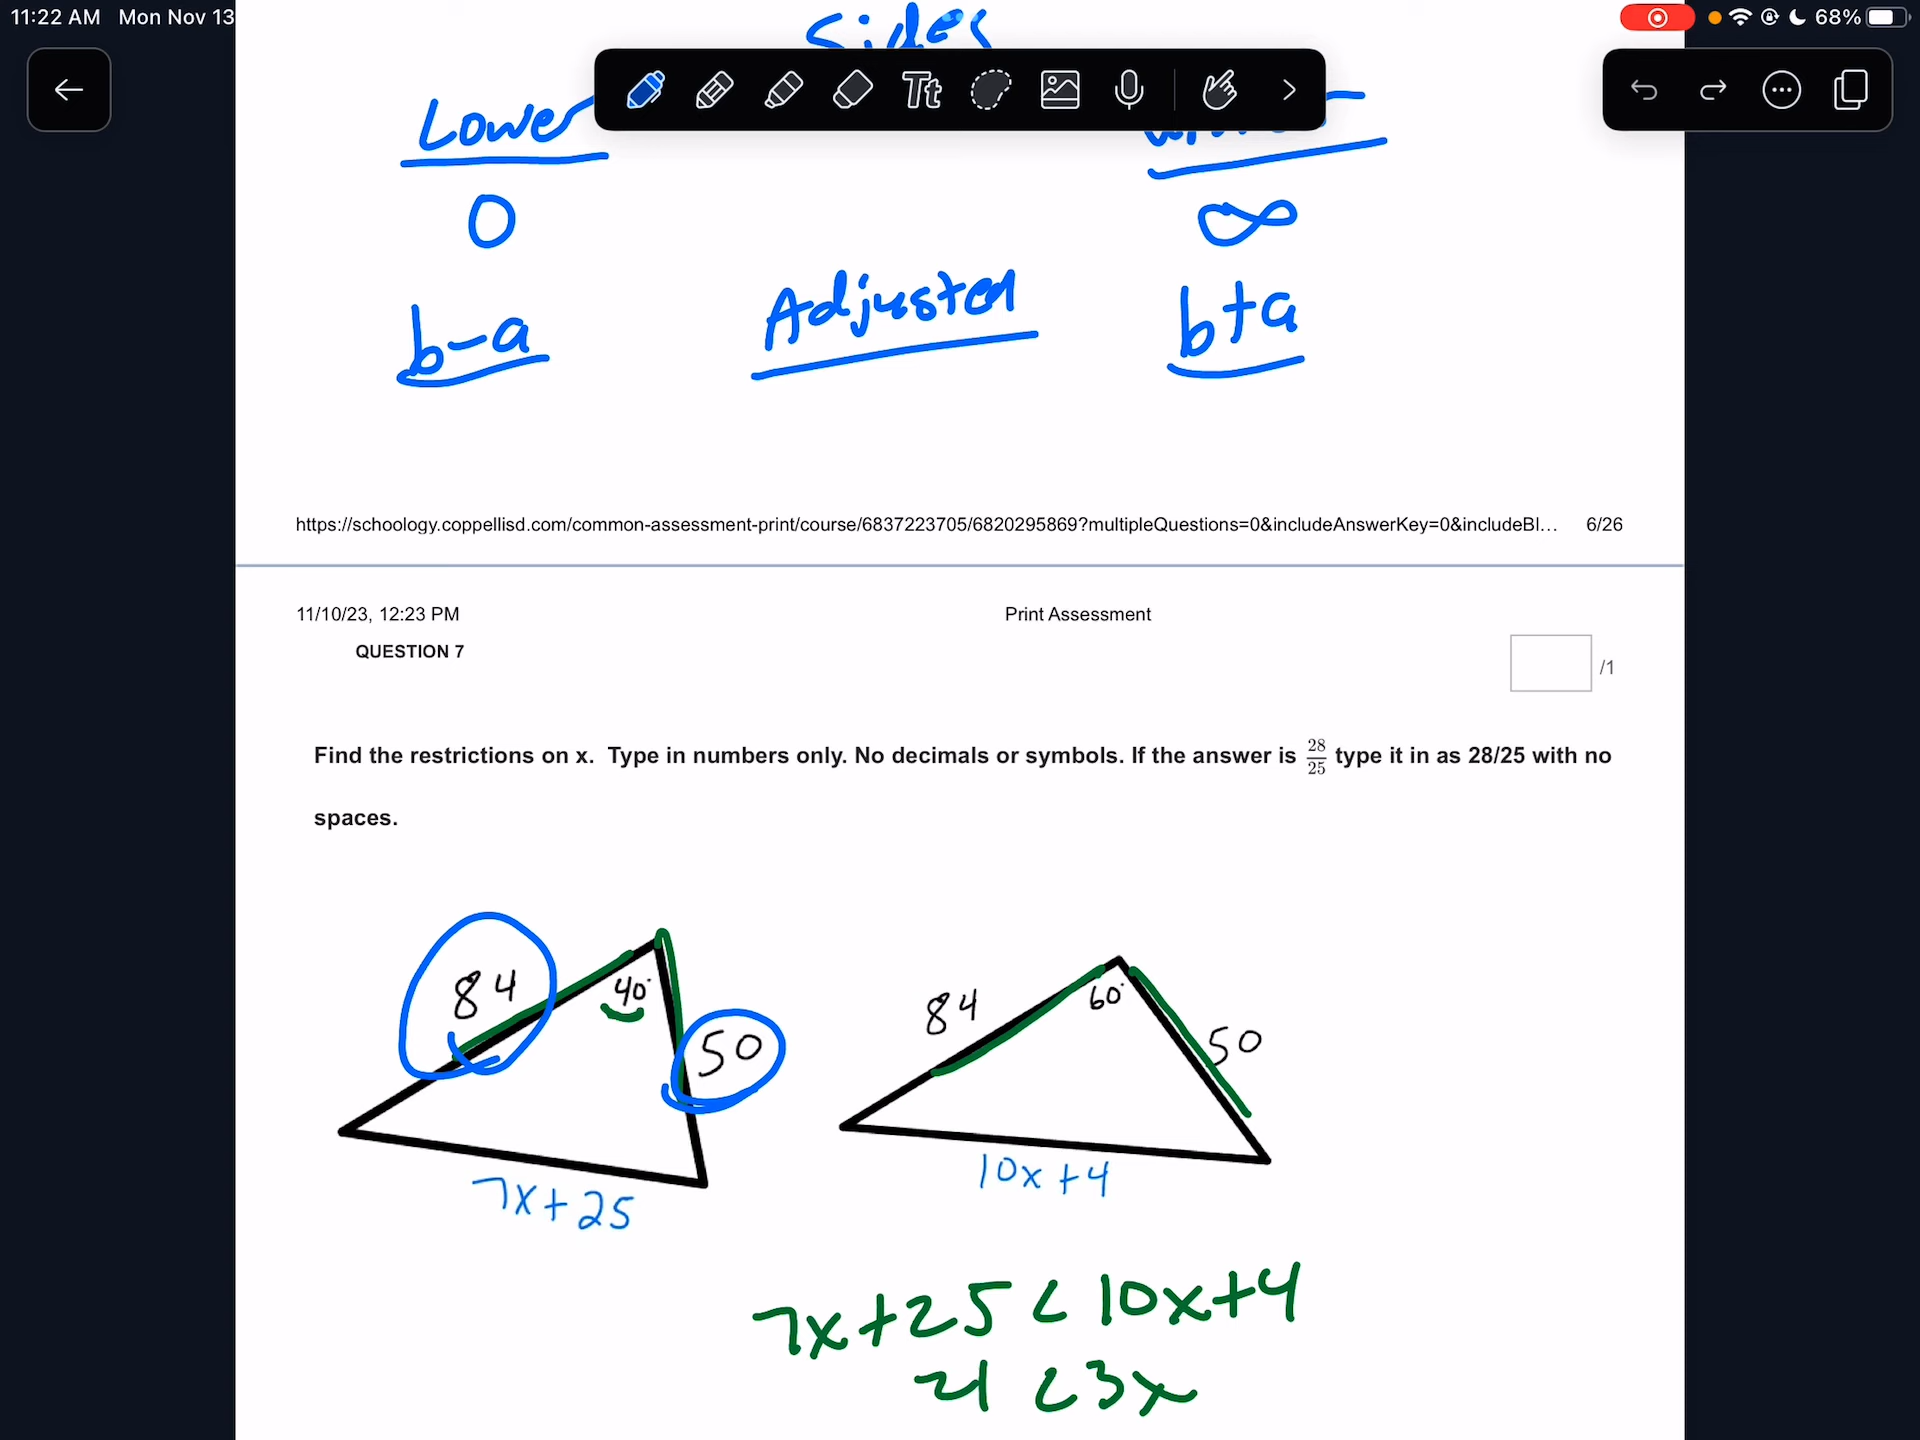 11:22 AM Mon Nov 13
68%
Sides
Lower
0
∞
b-a
Adjusted
b+a
Tt
https://schoology.coppellisd.com/common-assessment-print/course/6837223705/6820295869?multipleQuestions=0&includeAnswerKey=0&includeBl… 6/26
11/10/23, 12:23 PM Print Assessment
QUESTION 7
/1
Find the restrictions on x. Type in numbers only. No decimals or symbols. If the answer is 28/25 type it in as 28/25 with no
spaces.
84 40° 50
84 60° 50
7x+25
10x+4
7x+25 < 10x+4
21 < 3x